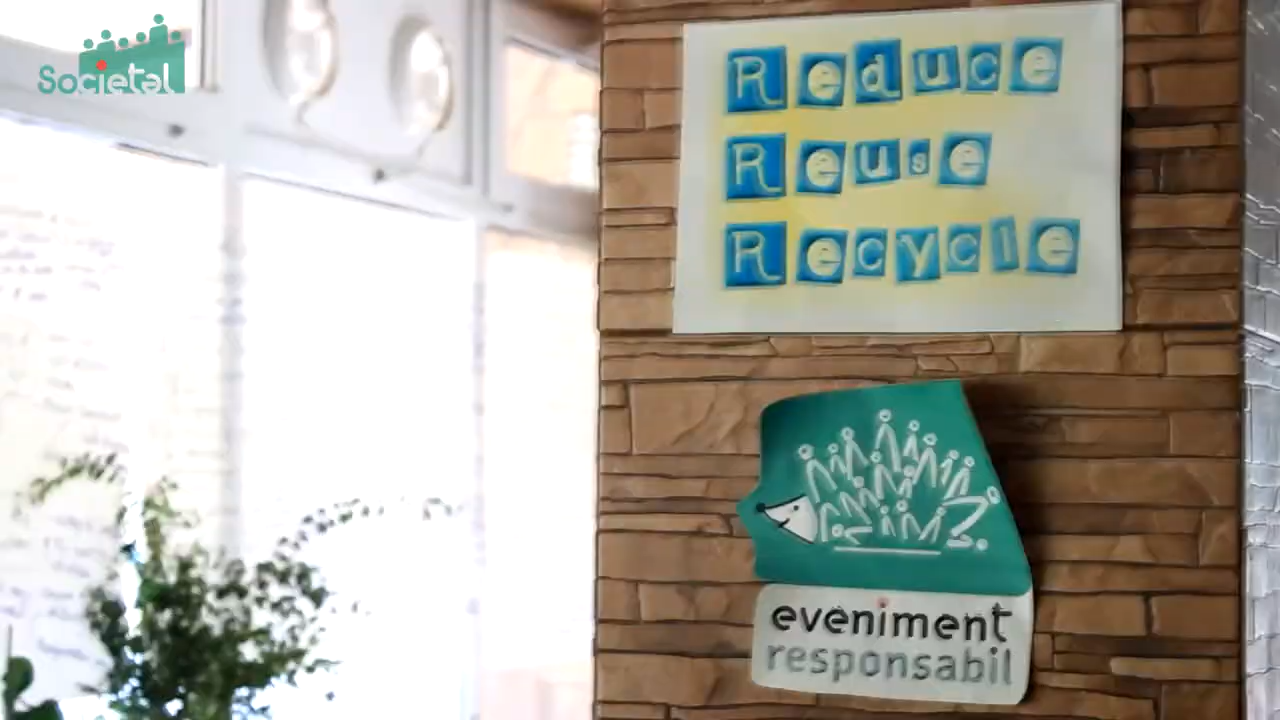 Societal
Reduce
Reuse
Recycle
eveniment
responsabil